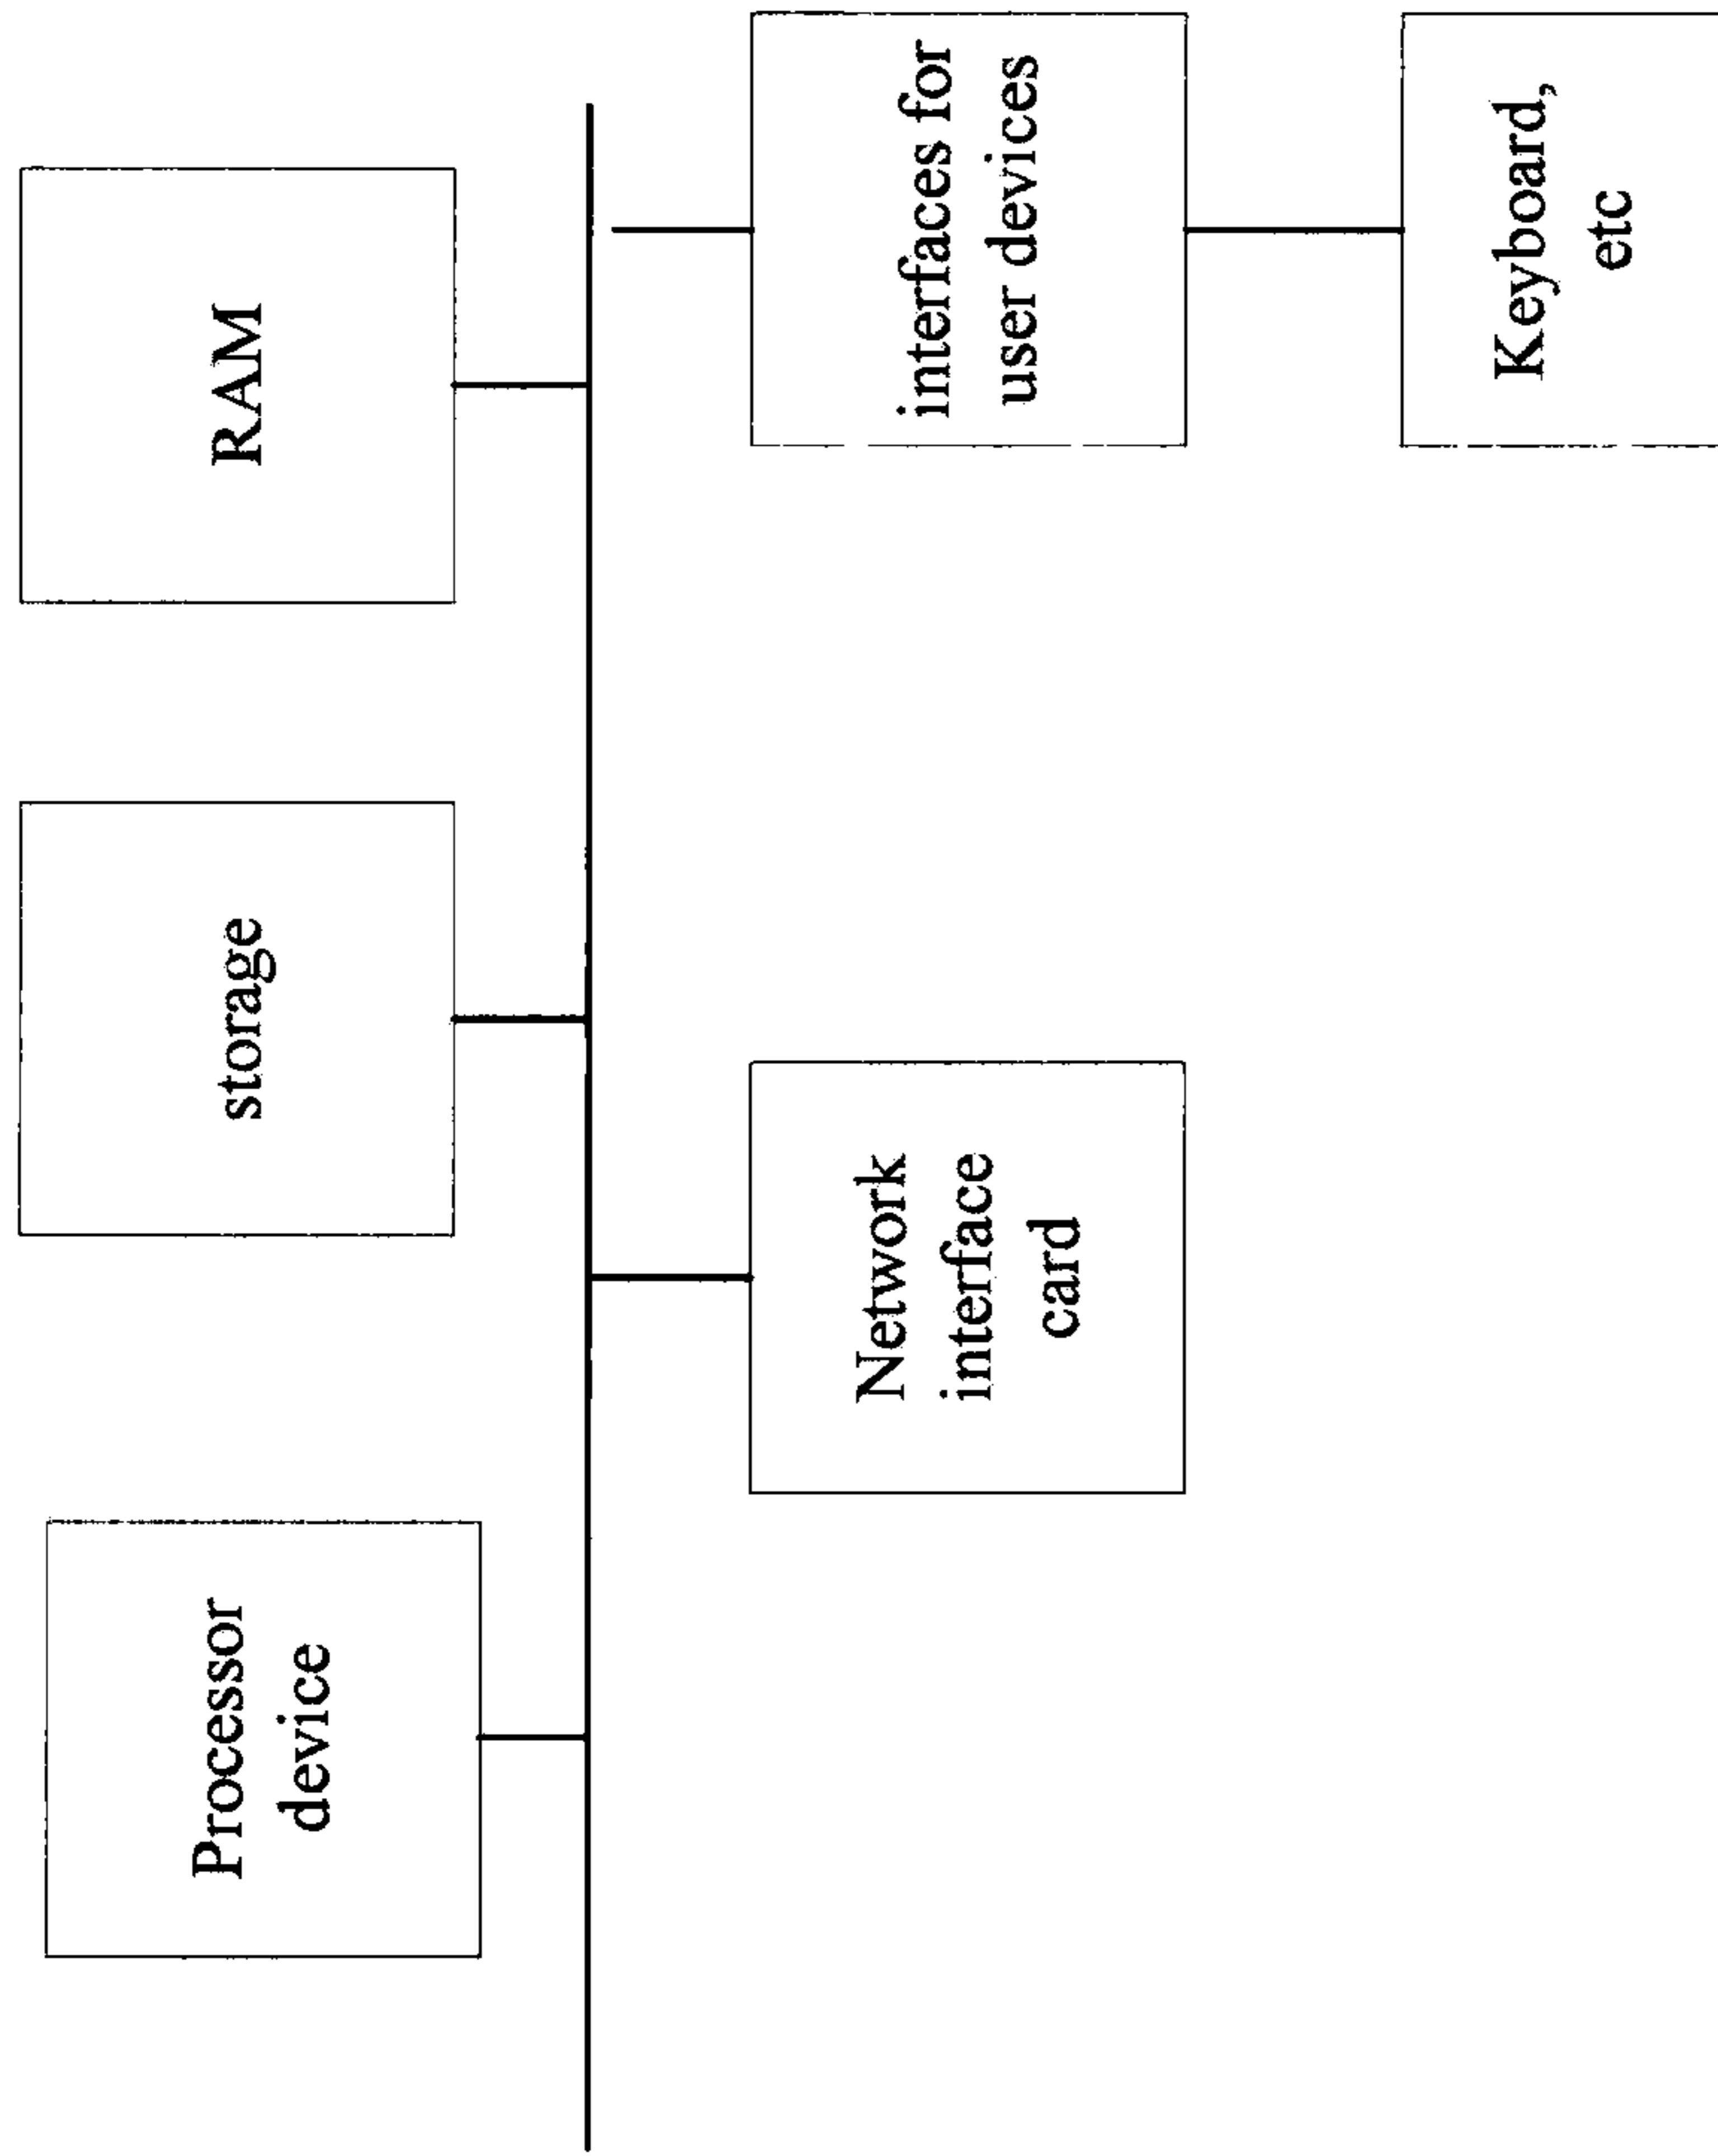 Processor
device
storage
RAM
Network
interface
card
interfaces for
user devices
Keyboard,
etc